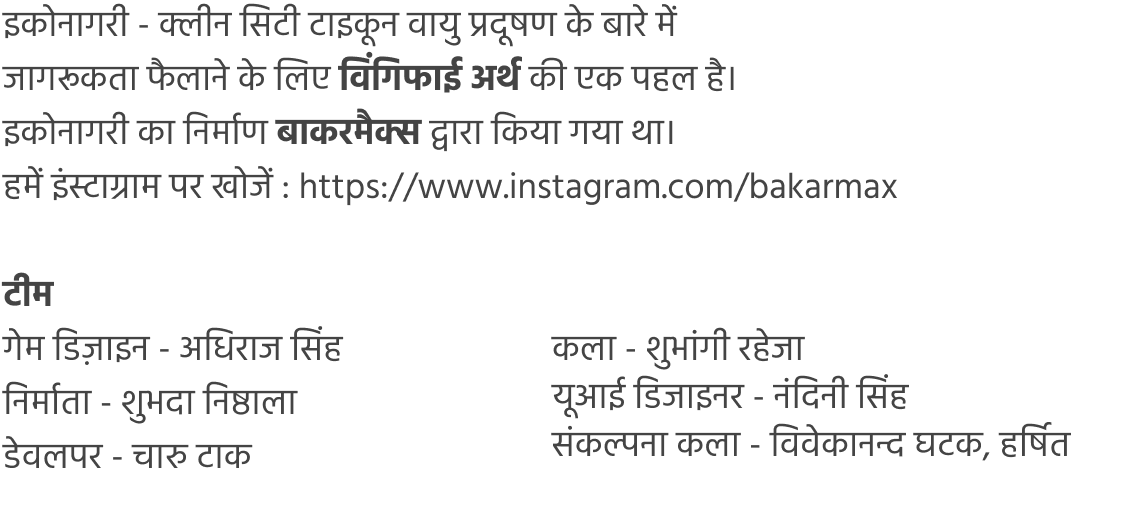 इकोनागरी - क्लीन सिटी टाइकून वायु प्रदूषण के बारे में
जागरूकता फैलाने के लिए विंगिफाई अर्थ की एक पहल है।
इकोनागरी का निर्माण बाकरमैक्स द्वारा किया गया था।
हमें इंस्टाग्राम पर खोजें : https://www.instagram.com/bakarmax
टीम
गेम डिज़ाइन - अधिराज सिंह
निर्माता - शुभदा निष्ठाला
डेवलपर - चारु टाक
कला - शुभांगी रहेजा
यूआई डिजाइनर - नंदिनी सिंह
संकल्पना कला - विवेकानन्द घटक, हर्षित